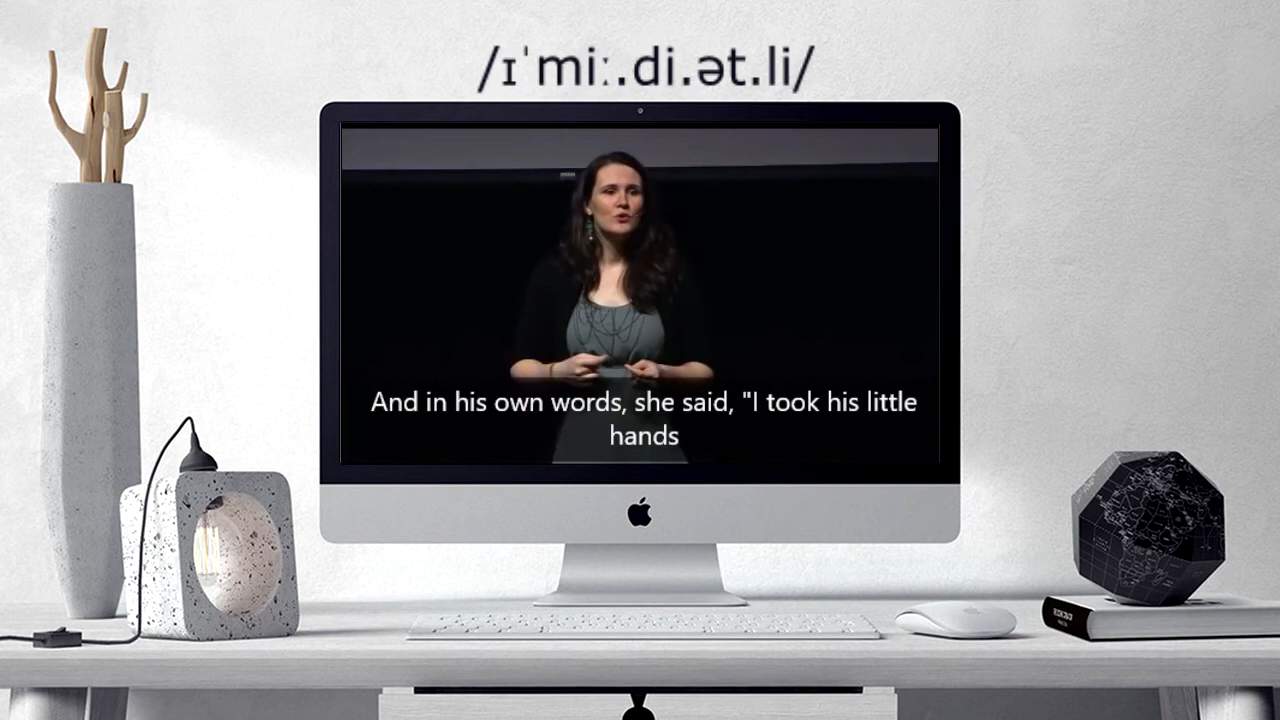 /ɪˈmiː.di.ət.li/
And in his own words, she said, "I took his little
hands